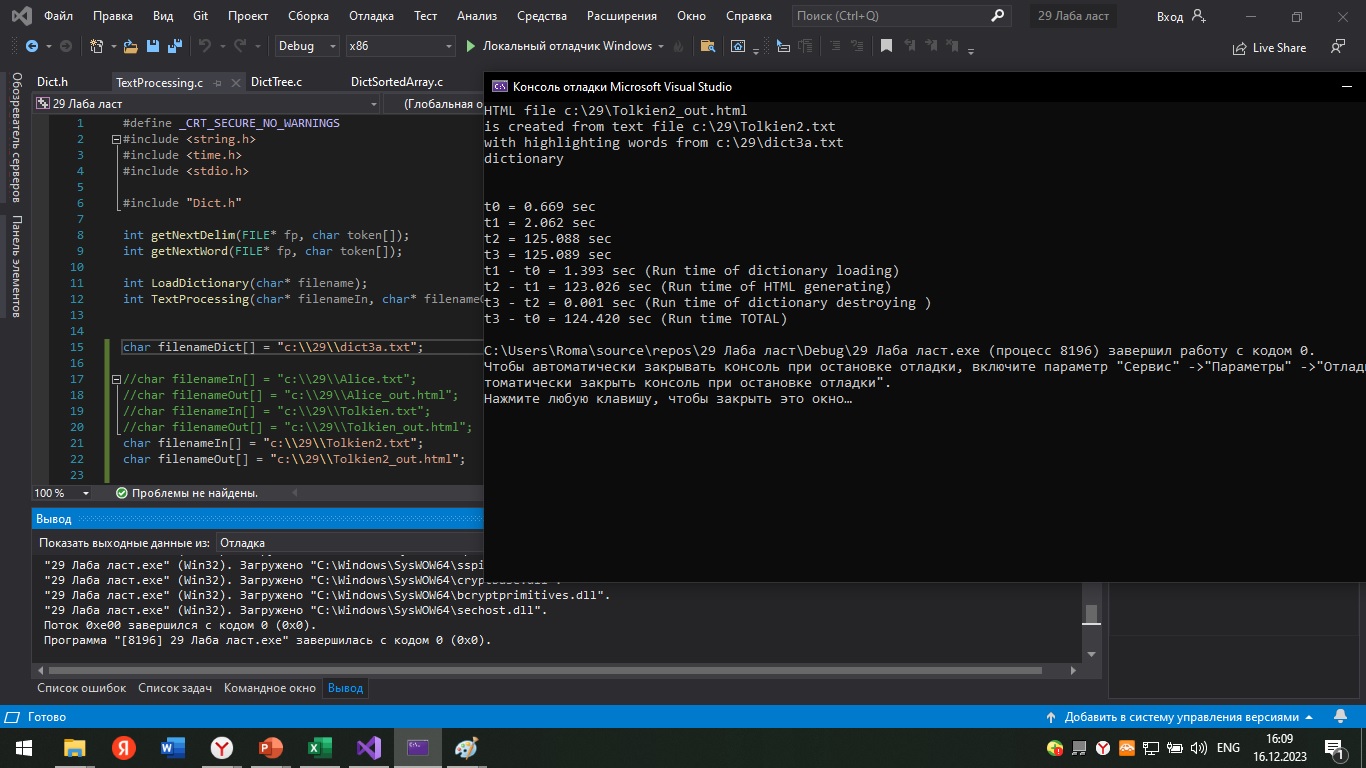 Файл Правка Вид Git Проект Сборка Отладка Тест Анализ Средства Расширения Окно Справка Поиск (Ctrl+Q) 29 Лаба ласт Вход
Debug x86 Локальный отладчик Windows Live Share
Обозреватель серверов
Панель элементов
Dict.h TextProcessing.c DictTree.c DictSortedArray.c
29 Лаба ласт (Глобальная о
1 #define _CRT_SECURE_NO_WARNINGS
2 #include <string.h>
3 #include <time.h>
4 #include <stdio.h>
5
6 #include "Dict.h"
7
8 int getNextDelim(FILE* fp, char token[]);
9 int getNextWord(FILE* fp, char token[]);
10
11 int LoadDictionary(char* filename);
12 int TextProcessing(char* filenameIn, char* filenameO
13
14
15 char filenameDict[] = "c:\\29\\dict3a.txt";
16
17 //char filenameIn[] = "c:\\29\\Alice.txt";
18 //char filenameOut[] = "c:\\29\\Alice_out.html";
19 //char filenameIn[] = "c:\\29\\Tolkien.txt";
20 //char filenameOut[] = "c:\\29\\Tolkien_out.html";
21 char filenameIn[] = "c:\\29\\Tolkien2.txt";
22 char filenameOut[] = "c:\\29\\Tolkien2_out.html";
23
100 % Проблемы не найдены.
Консоль отладки Microsoft Visual Studio
HTML file c:\29\Tolkien2_out.html
is created from text file c:\29\Tolkien2.txt
with highlighting words from c:\29\dict3a.txt
dictionary
t0 = 0.669 sec
t1 = 2.062 sec
t2 = 125.088 sec
t3 = 125.089 sec
t1 - t0 = 1.393 sec (Run time of dictionary loading)
t2 - t1 = 123.026 sec (Run time of HTML generating)
t3 - t2 = 0.001 sec (Run time of dictionary destroying )
t3 - t0 = 124.420 sec (Run time TOTAL)
C:\Users\Roma\source\repos\29 Лаба ласт\Debug\29 Лаба ласт.exe (процесс 8196) завершил работу с кодом 0.
Чтобы автоматически закрывать консоль при остановке отладки, включите параметр "Сервис" ->"Параметры" ->"Отлад
томатически закрыть консоль при остановке отладки".
Нажмите любую клавишу, чтобы закрыть это окно…
Вывод
Показать выходные данные из: Отладка
"29 Лаба ласт.exe" (Win32). Загружено "C:\Windows\SysWOW64\sspi
"29 Лаба ласт.exe" (Win32). Загружено "C:\Windows\SysWOW64\cryptbase.dll".
"29 Лаба ласт.exe" (Win32). Загружено "C:\Windows\SysWOW64\bcryptprimitives.dll".
"29 Лаба ласт.exe" (Win32). Загружено "C:\Windows\SysWOW64\sechost.dll".
Поток 0xe00 завершился с кодом 0 (0x0).
Программа "[8196] 29 Лаба ласт.exe" завершилась с кодом 0 (0x0).
Список ошибок Список задач Командное окно Вывод
Готово Добавить в систему управления версиями
ENG 16:09
16.12.2023
1